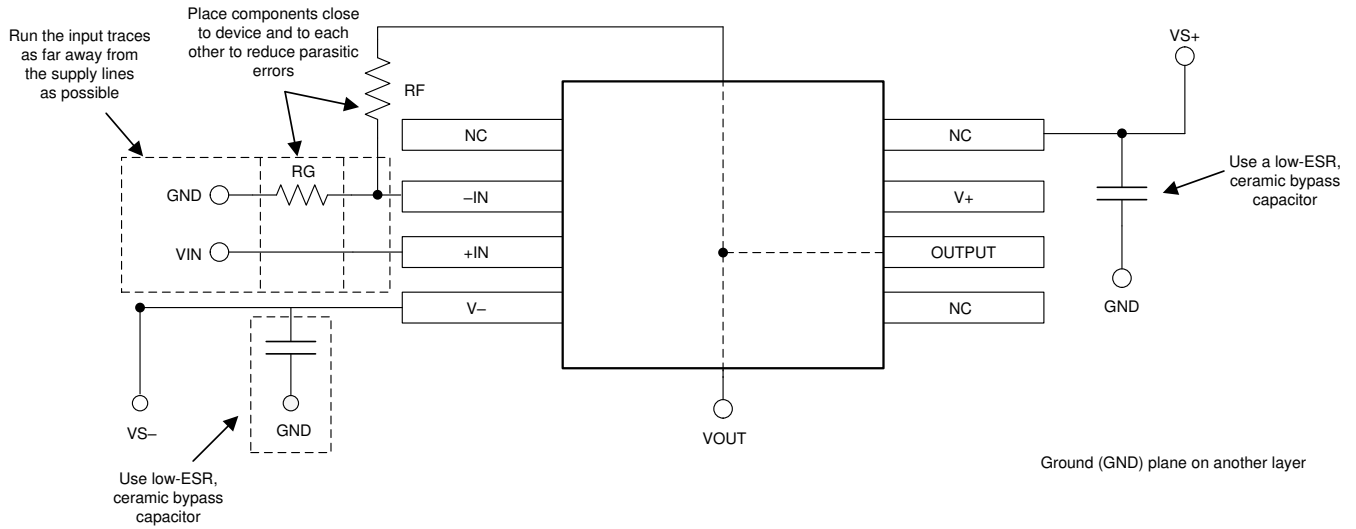 Place components close
to device and to each
other to reduce parasitic
errors
Run the input traces
as far away from
the supply lines
as possible
VS+
RF
NC
NC
Use a low-ESR,
ceramic bypass
capacitor
RG
GND
–IN
V+
VIN
+IN
OUTPUT
V–
NC
GND
VS–
GND
VOUT
Use low-ESR,
ceramic bypass
capacitor
Ground (GND) plane on another layer